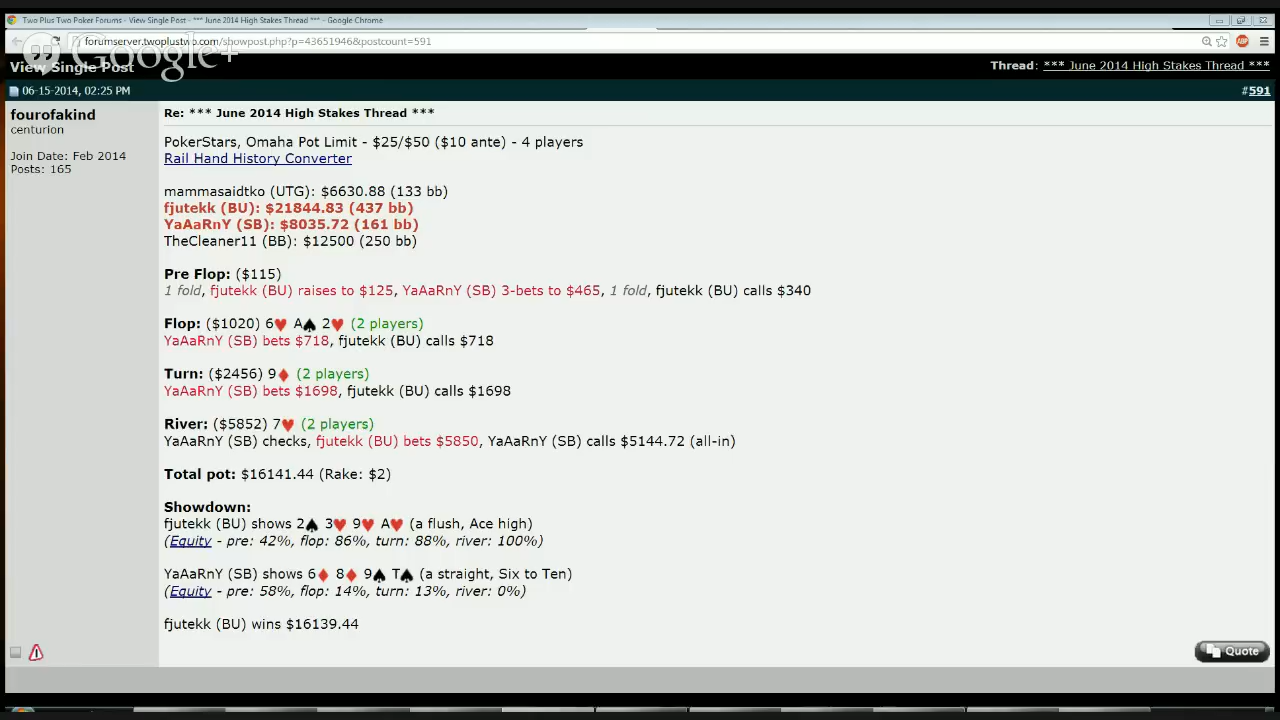 Two Plus Two Poker Forums - View Single Post - *** June 2014 High Stakes Thread *** - Google Chrome
forumserver.twoplustwo.com/showpost.php?p=43651946&postcount=591
Google+
View Single Post
Thread: *** June 2014 High Stakes Thread ***
06-15-2014, 02:25 PM
#591
fourofakind
centurion
Join Date: Feb 2014
Posts: 165
Re: *** June 2014 High Stakes Thread ***
PokerStars, Omaha Pot Limit - $25/$50 ($10 ante) - 4 players
Rail Hand History Converter
mammasaidtko (UTG): $6630.88 (133 bb)
fjutekk (BU): $21844.83 (437 bb)
YaAaRnY (SB): $8035.72 (161 bb)
TheCleaner11 (BB): $12500 (250 bb)
Pre Flop: ($115)
1 fold, fjutekk (BU) raises to $125, YaAaRnY (SB) 3-bets to $465, 1 fold, fjutekk (BU) calls $340
Flop: ($1020) 6♥ A♠ 2♥ (2 players)
YaAaRnY (SB) bets $718, fjutekk (BU) calls $718
Turn: ($2456) 9♦ (2 players)
YaAaRnY (SB) bets $1698, fjutekk (BU) calls $1698
River: ($5852) 7♥ (2 players)
YaAaRnY (SB) checks, fjutekk (BU) bets $5850, YaAaRnY (SB) calls $5144.72 (all-in)
Total pot: $16141.44 (Rake: $2)
Showdown:
fjutekk (BU) shows 2♠ 3♥ 9♥ A♥ (a flush, Ace high)
(Equity - pre: 42%, flop: 86%, turn: 88%, river: 100%)
YaAaRnY (SB) shows 6♦ 8♦ 9♠ T♠ (a straight, Six to Ten)
(Equity - pre: 58%, flop: 14%, turn: 13%, river: 0%)
fjutekk (BU) wins $16139.44
Quote